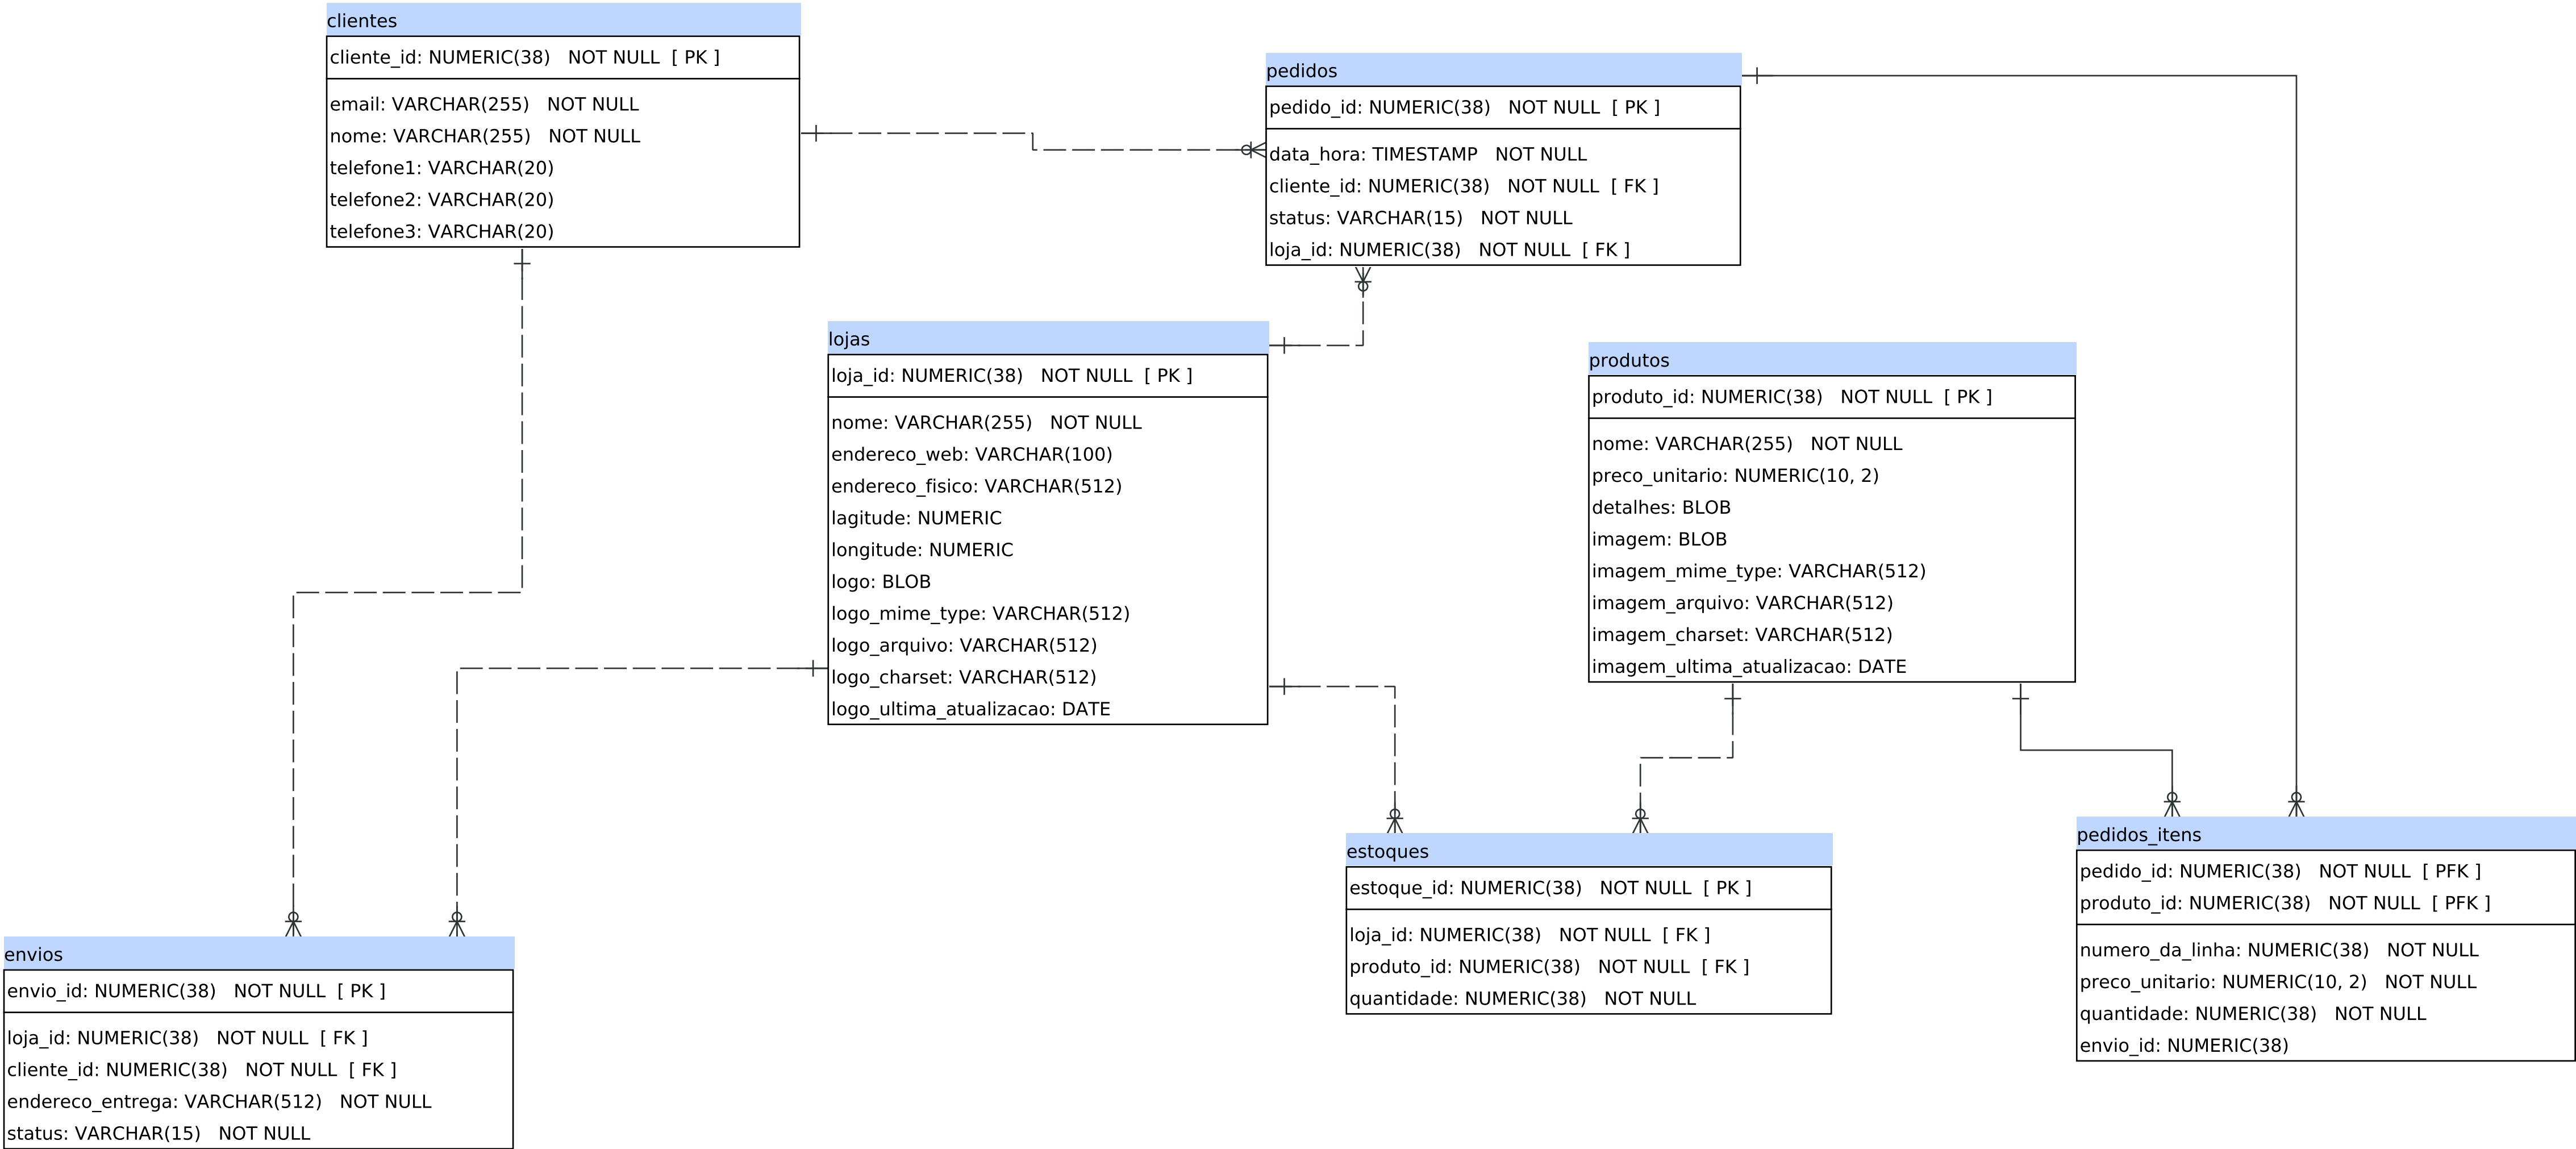 clientes
cliente_id: NUMERIC(38) NOT NULL [ PK ]
email: VARCHAR(255) NOT NULL
nome: VARCHAR(255) NOT NULL
telefone1: VARCHAR(20)
telefone2: VARCHAR(20)
telefone3: VARCHAR(20)
pedidos
pedido_id: NUMERIC(38) NOT NULL [ PK ]
data_hora: TIMESTAMP NOT NULL
cliente_id: NUMERIC(38) NOT NULL [ FK ]
status: VARCHAR(15) NOT NULL
loja_id: NUMERIC(38) NOT NULL [ FK ]
lojas
loja_id: NUMERIC(38) NOT NULL [ PK ]
nome: VARCHAR(255) NOT NULL
endereco_web: VARCHAR(100)
endereco_fisico: VARCHAR(512)
lagitude: NUMERIC
longitude: NUMERIC
logo: BLOB
logo_mime_type: VARCHAR(512)
logo_arquivo: VARCHAR(512)
logo_charset: VARCHAR(512)
logo_ultima_atualizacao: DATE
produtos
produto_id: NUMERIC(38) NOT NULL [ PK ]
nome: VARCHAR(255) NOT NULL
preco_unitario: NUMERIC(10, 2)
detalhes: BLOB
imagem: BLOB
imagem_mime_type: VARCHAR(512)
imagem_arquivo: VARCHAR(512)
imagem_charset: VARCHAR(512)
imagem_ultima_atualizacao: DATE
envios
envio_id: NUMERIC(38) NOT NULL [ PK ]
loja_id: NUMERIC(38) NOT NULL [ FK ]
cliente_id: NUMERIC(38) NOT NULL [ FK ]
endereco_entrega: VARCHAR(512) NOT NULL
status: VARCHAR(15) NOT NULL
estoques
estoque_id: NUMERIC(38) NOT NULL [ PK ]
loja_id: NUMERIC(38) NOT NULL [ FK ]
produto_id: NUMERIC(38) NOT NULL [ FK ]
quantidade: NUMERIC(38) NOT NULL
pedidos_itens
pedido_id: NUMERIC(38) NOT NULL [ PFK ]
produto_id: NUMERIC(38) NOT NULL [ PFK ]
numero_da_linha: NUMERIC(38) NOT NULL
preco_unitario: NUMERIC(10, 2) NOT NULL
quantidade: NUMERIC(38) NOT NULL
envio_id: NUMERIC(38)